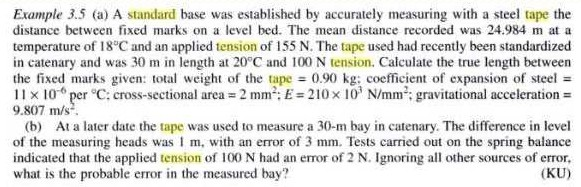 Example 3.5 (a) A standard base was established by accurately measuring with a steel tape the
distance between fixed marks on a level bed. The mean distance recorded was 24.984 m at a
temperature of 18°C and an applied tension of 155 N. The tape used had recently been standardized
in catenary and was 30 m in length at 20°C and 100 N tension. Calculate the true length between
the fixed marks given: total weight of the tape = 0.90 kg; coefficient of expansion of steel =
11 × 10⁻⁶ per °C; cross-sectional area = 2 mm²; E = 210 × 10³ N/mm²; gravitational acceleration =
9.807 m/s².
(b) At a later date the tape was used to measure a 30-m bay in catenary. The difference in level
of the measuring heads was 1 m, with an error of 3 mm. Tests carried out on the spring balance
indicated that the applied tension of 100 N had an error of 2 N. Ignoring all other sources of error,
what is the probable error in the measured bay? (KU)